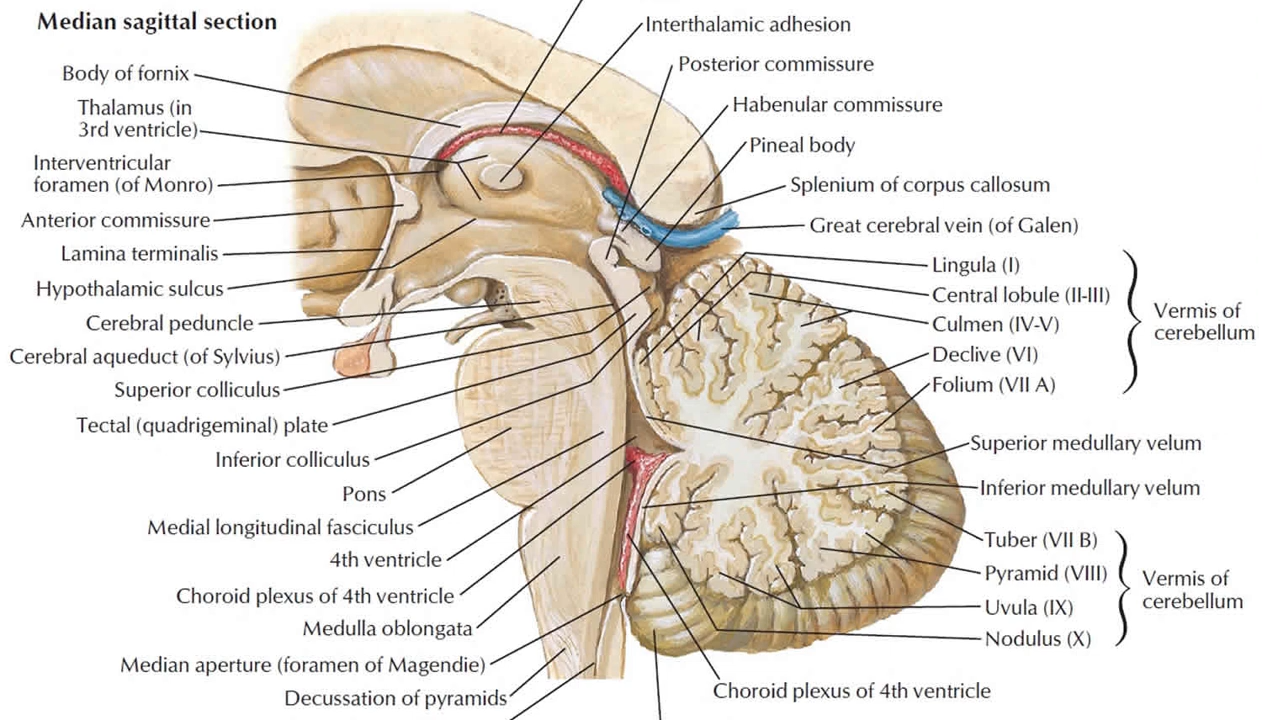 Median sagittal section
Interthalamic adhesion
Posterior commissure
Habenular commissure
Pineal body
Splenium of corpus callosum
Great cerebral vein (of Galen)
Body of fornix
Thalamus (in
3rd ventricle)
Interventricular
foramen (of Monro)
Anterior commissure
Lamina terminalis
Hypothalamic sulcus
Cerebral peduncle
Cerebral aqueduct (of Sylvius)
Superior colliculus
Tectal (quadrigeminal) plate
Inferior colliculus
Pons
Medial longitudinal fasciculus
4th ventricle
Choroid plexus of 4th ventricle
Medulla oblongata
Median aperture (foramen of Magendie)
Decussation of pyramids
Lingula (I)
Central lobule (II-III)
Culmen (IV-V)
Declive (VI)
Folium (VII A)
Vermis of
cerebellum
Superior medullary velum
Inferior medullary velum
Tuber (VII B)
Pyramid (VIII)
Uvula (IX)
Nodulus (X)
Vermis of
cerebellum
Choroid plexus of 4th ventricle